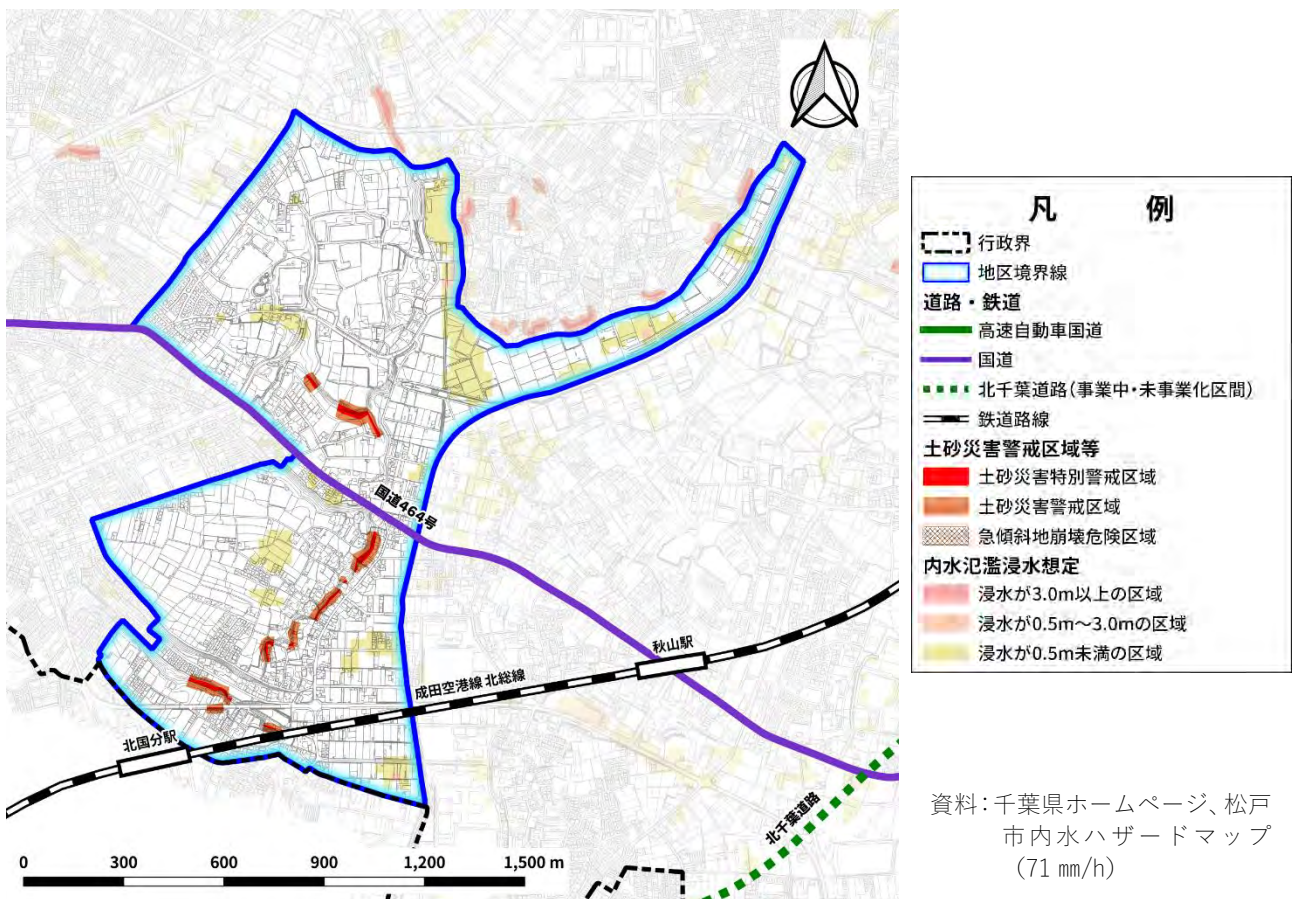 国道464号
秋山駅
成田空港線 北総線
北国分駅
北千葉道路
0 300 600 900 1,200 1,500 m
凡 例
行政界
地区境界線
道路・鉄道
高速自動車国道
国道
北千葉道路(事業中・未事業化区間)
鉄道路線
土砂災害警戒区域等
土砂災害特別警戒区域
土砂災害警戒区域
急傾斜地崩壊危険区域
内水氾濫浸水想定
浸水が3.0m以上の区域
浸水が0.5m~3.0mの区域
浸水が0.5m未満の区域
資料:千葉県ホームページ、松戸
市内水ハザードマップ
(71 mm/h)